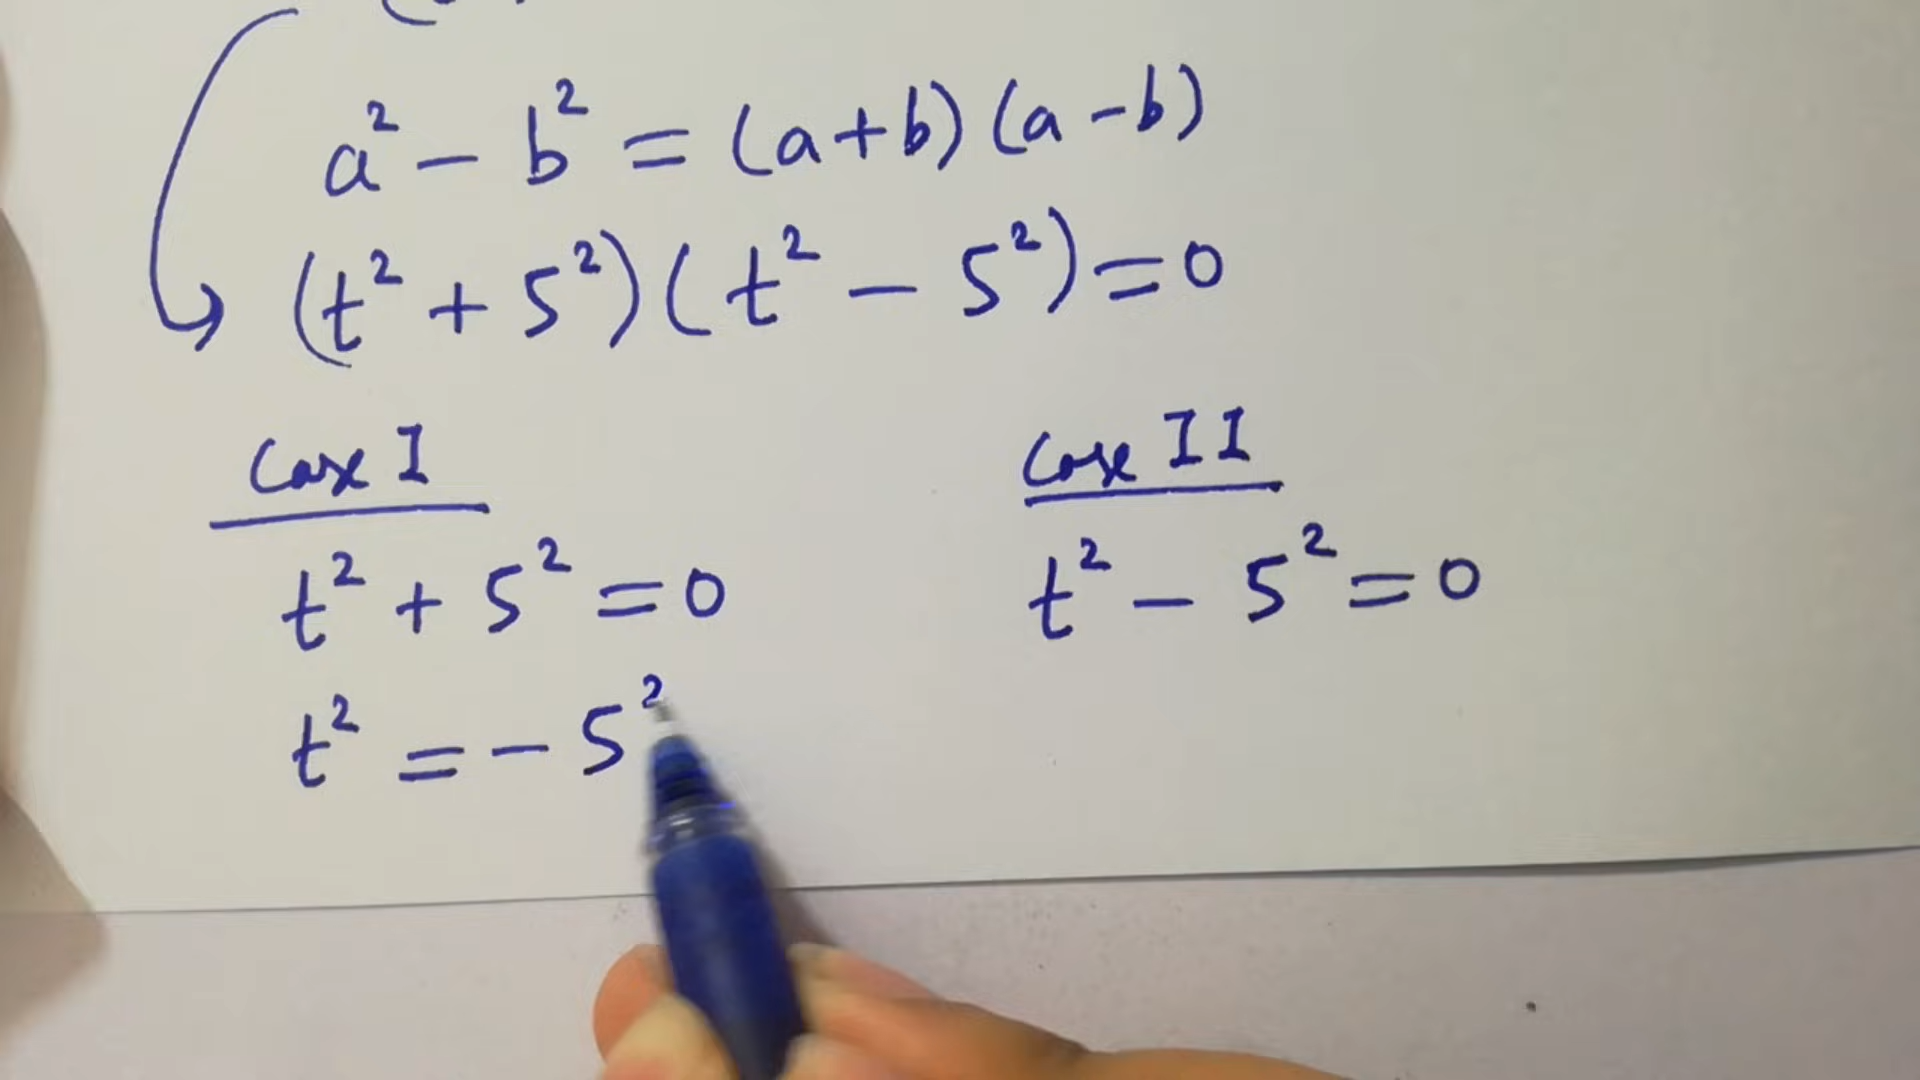 a² - b² = (a+b)(a-b)
(t² + 5²)(t² - 5²) = 0
Case I
t² + 5² = 0
t² = - 5²
Case II
t² - 5² = 0